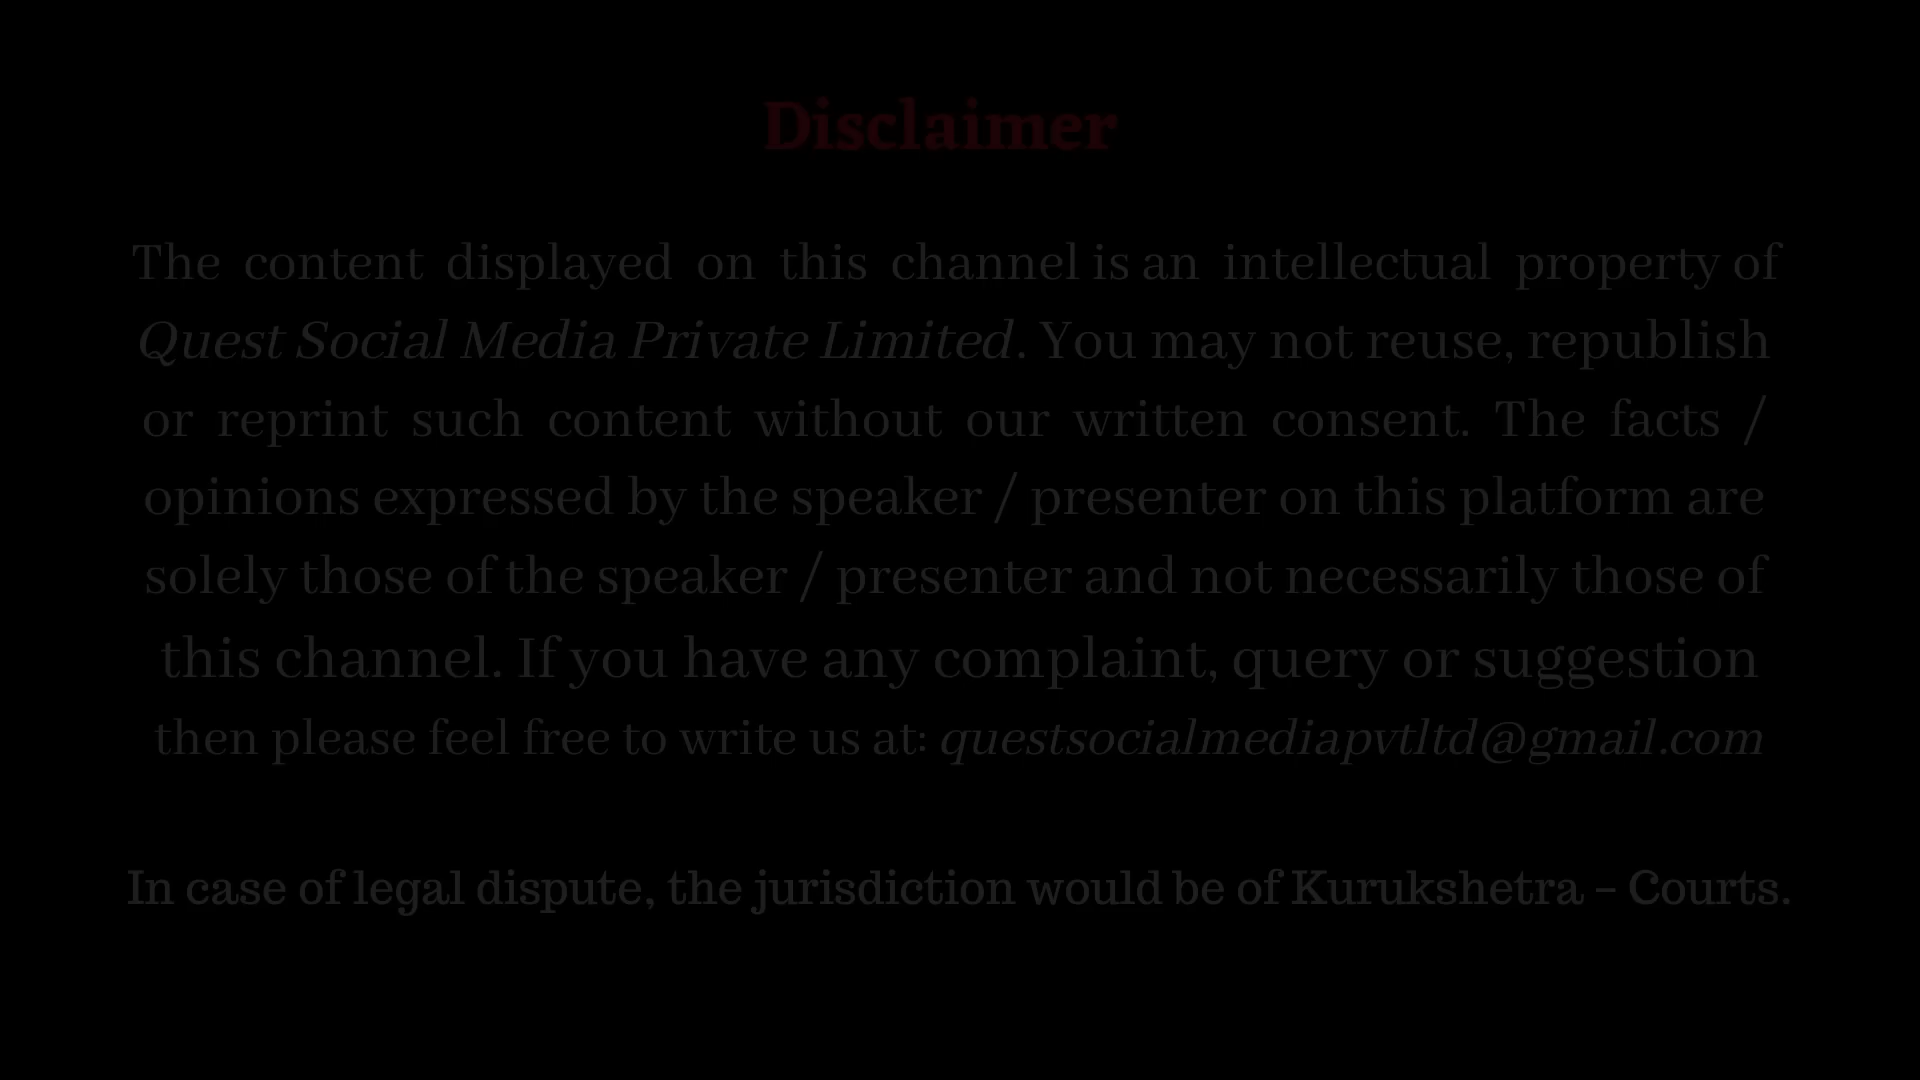 Disclaimer
The content displayed on this channel is an intellectual property of
Quest Social Media Private Limited. You may not reuse, republish
or reprint such content without our written consent. The facts /
opinions expressed by the speaker / presenter on this platform are
solely those of the speaker / presenter and not necessarily those of
this channel. If you have any complaint, query or suggestion
then please feel free to write us at: questsocialmediapvtltd@gmail.com
In case of legal dispute, the jurisdiction would be of Kurukshetra – Courts.